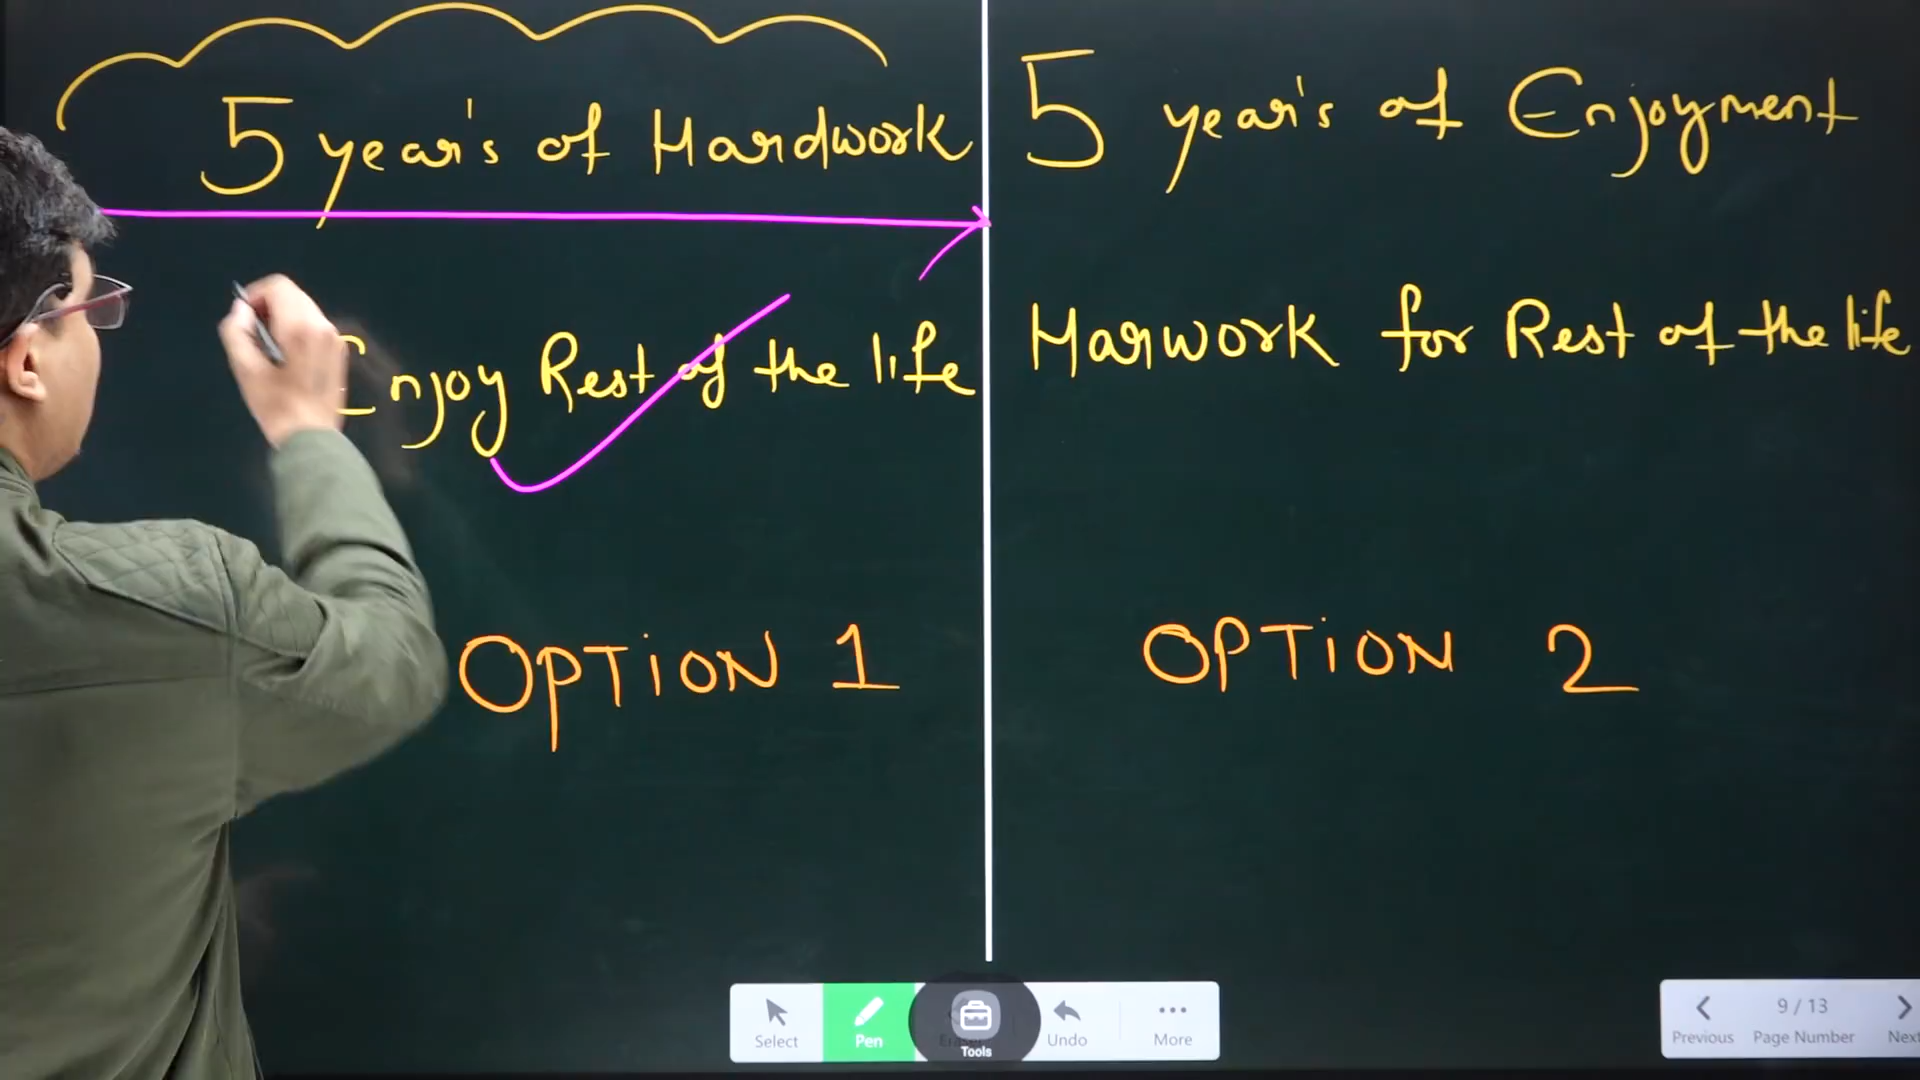 5 year's of Hardwork
Enjoy Rest of the life
OPTiON 1
5 year's of Enjoyment
Harwork for Rest of the life
OPTiON 2
Select
Pen
Tools
Undo
More
9 / 13
Previous
Page Number
Next